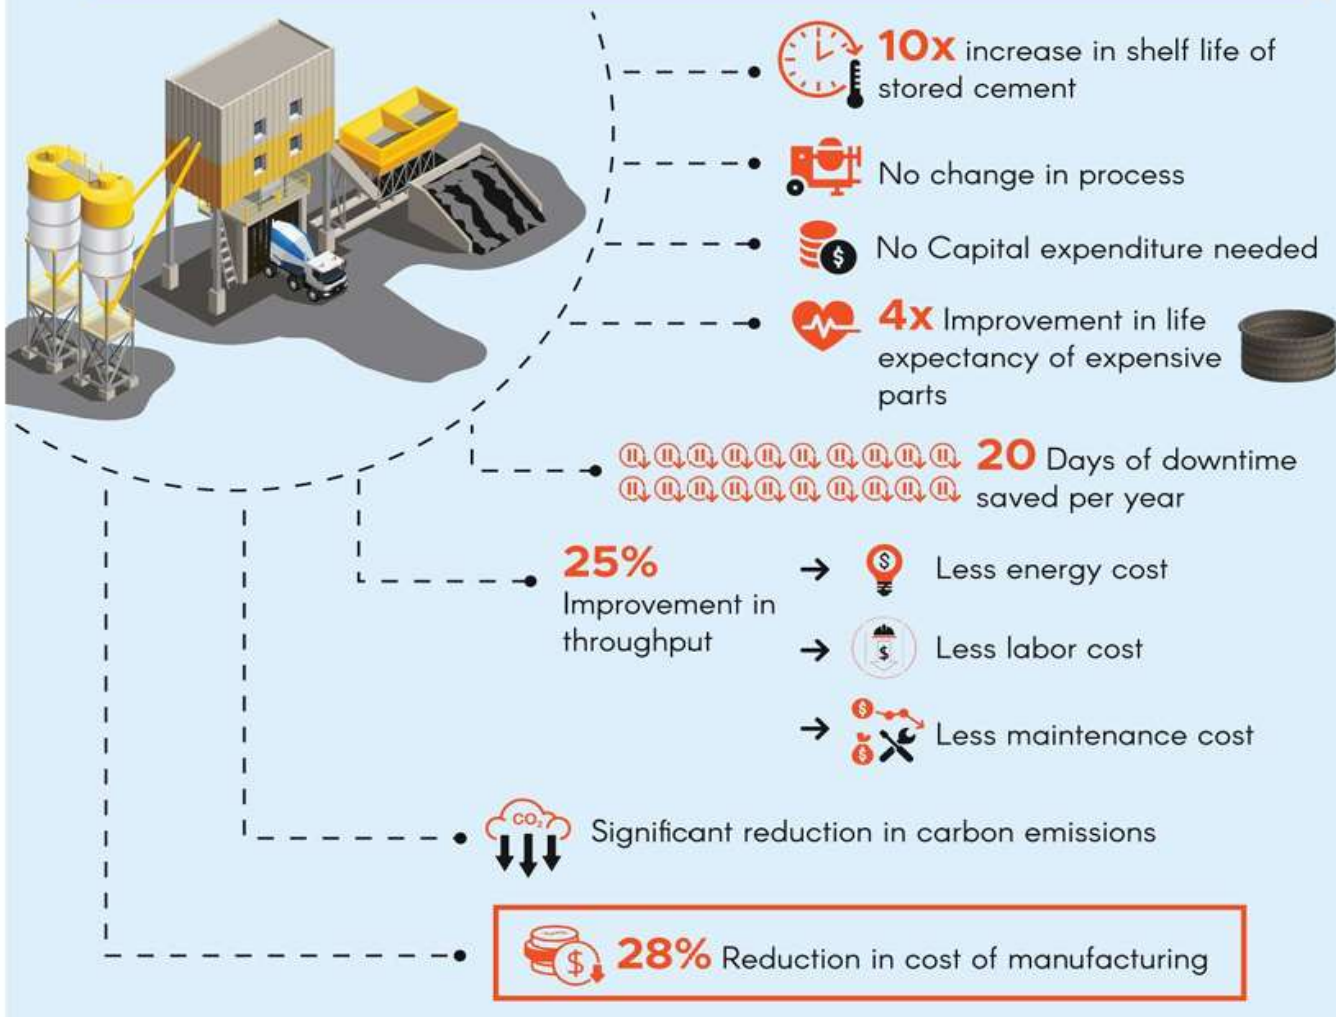 10x increase in shelf life of
stored cement
No change in process
No Capital expenditure needed
4x Improvement in life
expectancy of expensive
parts
20 Days of downtime
saved per year
25%
Improvement in
throughput
Less energy cost
Less labor cost
Less maintenance cost
CO2
Significant reduction in carbon emissions
28% Reduction in cost of manufacturing